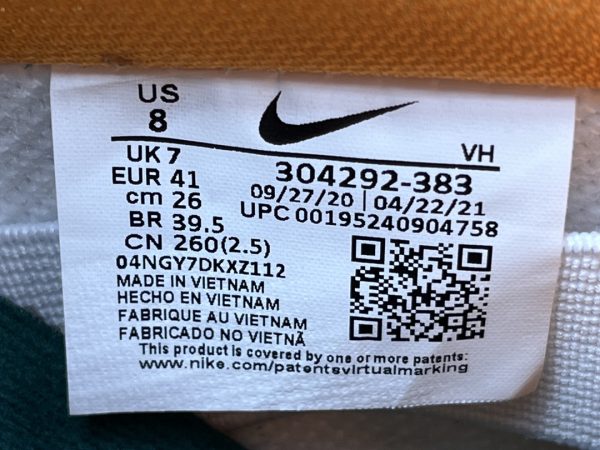 US
8
VH
UK 7
EUR 41
cm 26
BR 39.5
CN 260(2.5)
304292-383
09/27/20 | 04/22/21
UPC 00195240904758
04NGY7DKXZ112
MADE IN VIETNAM
HECHO EN VIETNAM
FABRIQUE AU VIETNAM
FABRICADO NO VIETNÃ
This product is covered by one or more patents:
www.nike.com/patentsvirtualmarking